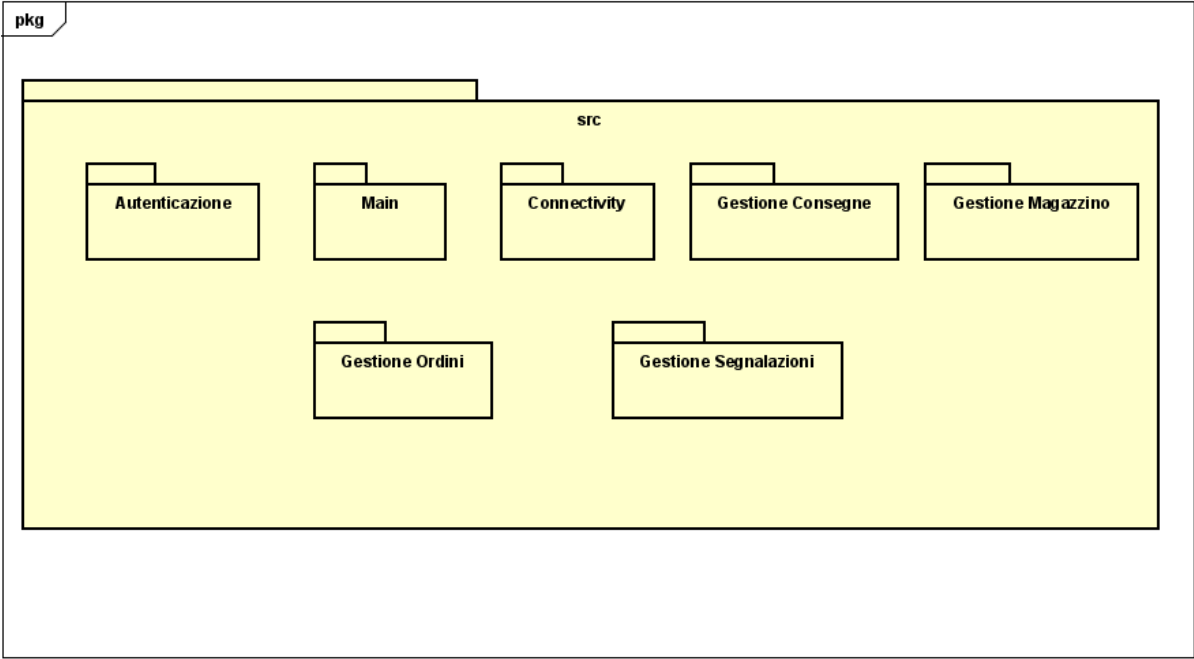 pkg
src
Autenticazione
Main
Connectivity
Gestione Consegne
Gestione Magazzino
Gestione Ordini
Gestione Segnalazioni